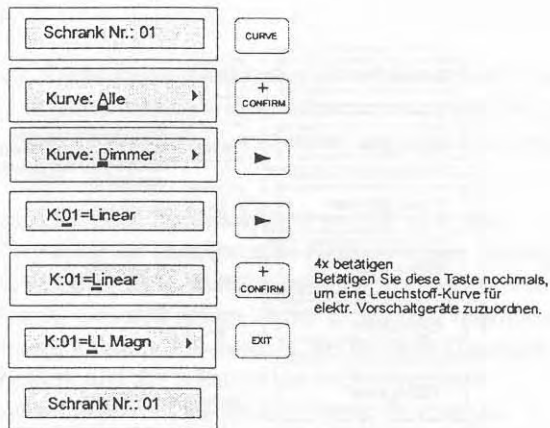 Schrank Nr.: 01
CURVE
Kurve: Alle
+
CONFIRM
Kurve: Dimmer
K:01=Linear
K:01=Linear
+
CONFIRM
4x betätigen
Betätigen Sie diese Taste nochmals,
um eine Leuchstoff-Kurve für
elektr. Vorschaltgeräte zuzuordnen.
K:01=LL Magn
EXIT
Schrank Nr.: 01